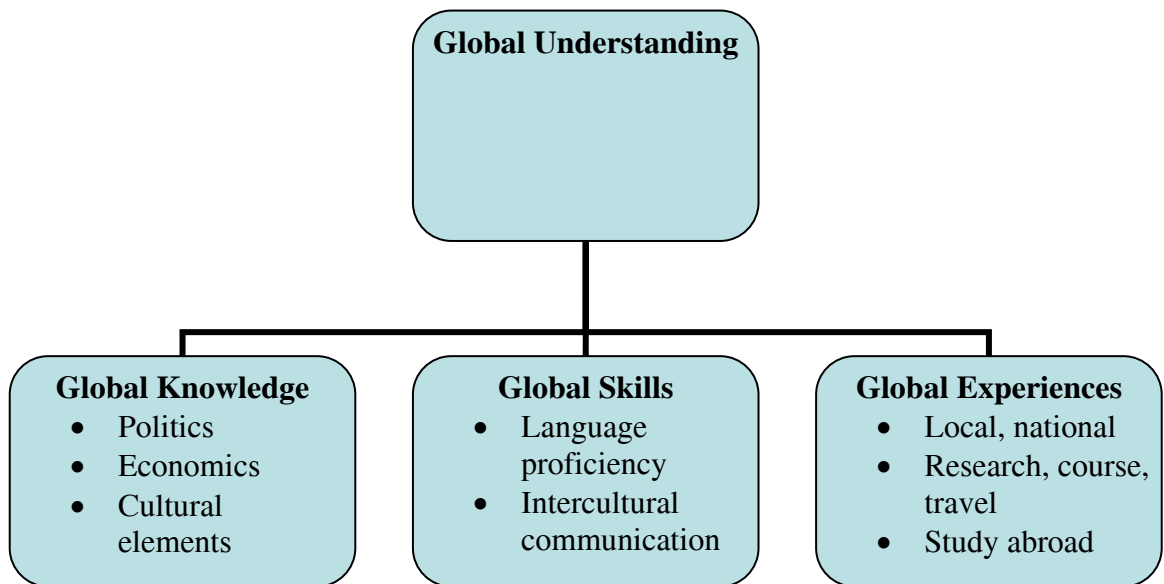 Global Understanding
Global Knowledge
• Politics
• Economics
• Cultural
elements
Global Skills
• Language
proficiency
• Intercultural
communication
Global Experiences
• Local, national
• Research, course,
travel
• Study abroad